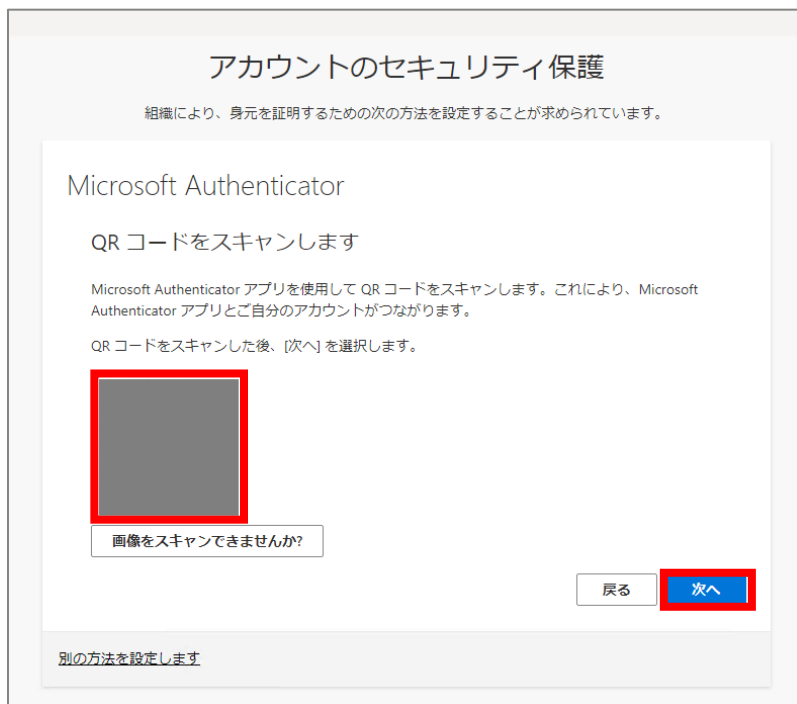 アカウントのセキュリティ保護
組織により、身元を証明するための次の方法を設定することが求められています。
Microsoft Authenticator
QR コードをスキャンします
Microsoft Authenticator アプリを使用して QR コードをスキャンします。これにより、Microsoft
Authenticator アプリとご自分のアカウントがつながります。
QR コードをスキャンした後、[次へ] を選択します。
画像をスキャンできませんか?
戻る
次へ
別の方法を設定します